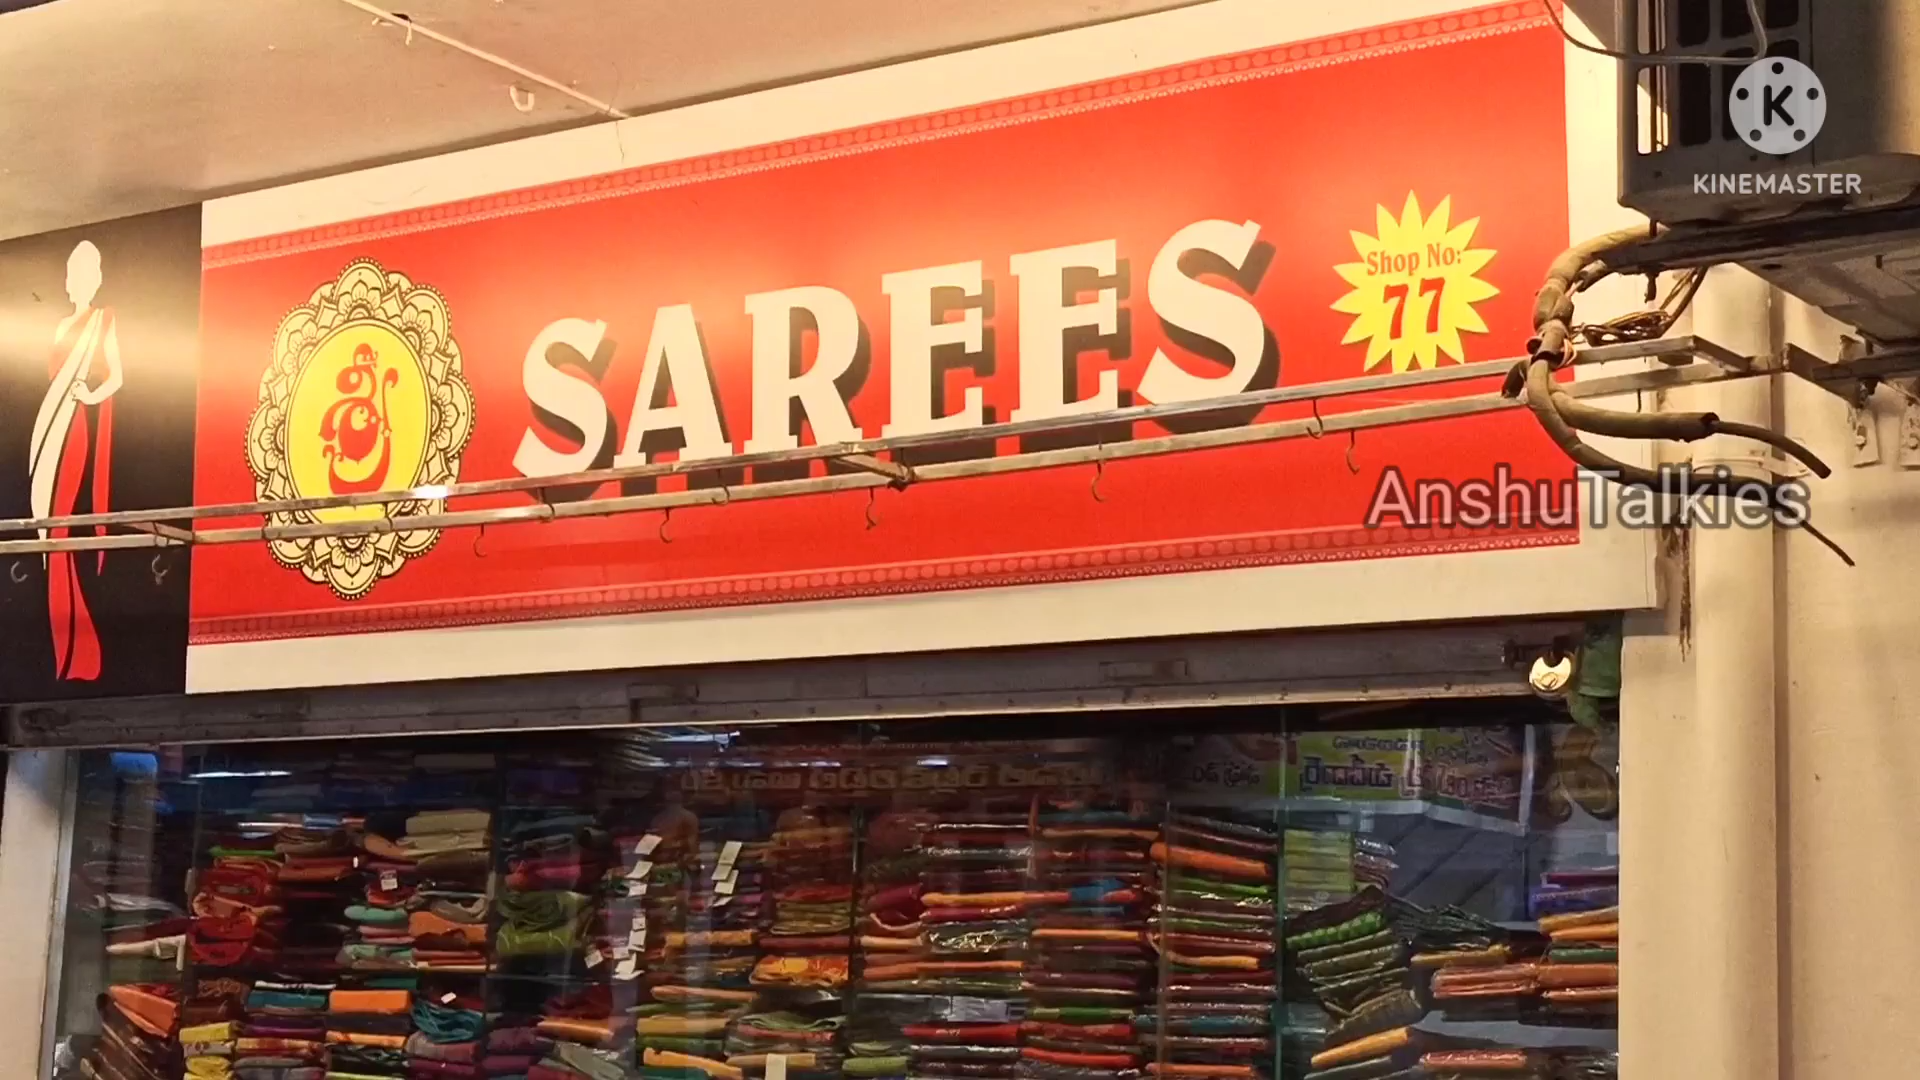 KINEMASTER
శ్రీ
SAREES
Shop No:
77
AnshuTalkies